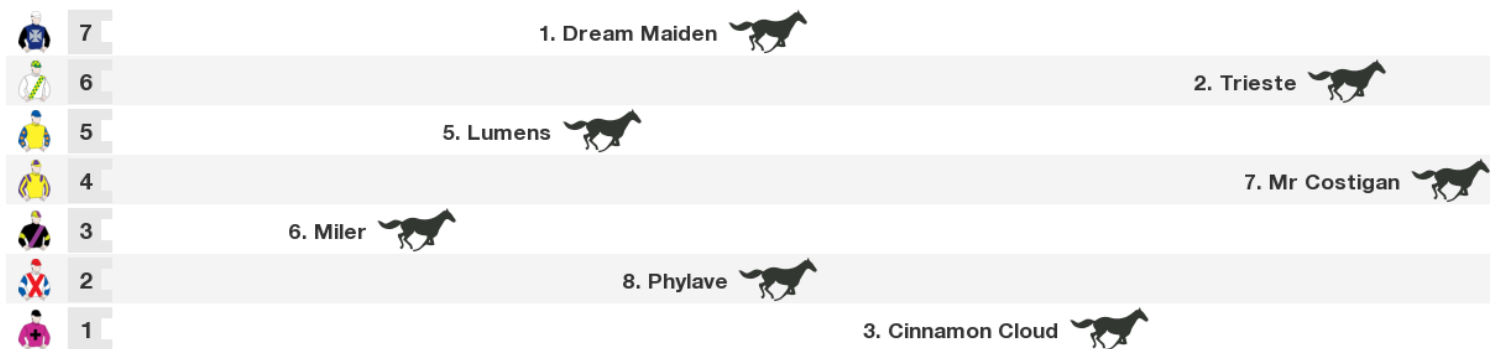 7 1. Dream Maiden
6 2. Trieste
5 5. Lumens
4 7. Mr Costigan
3 6. Miler
2 8. Phylave
1 3. Cinnamon Cloud